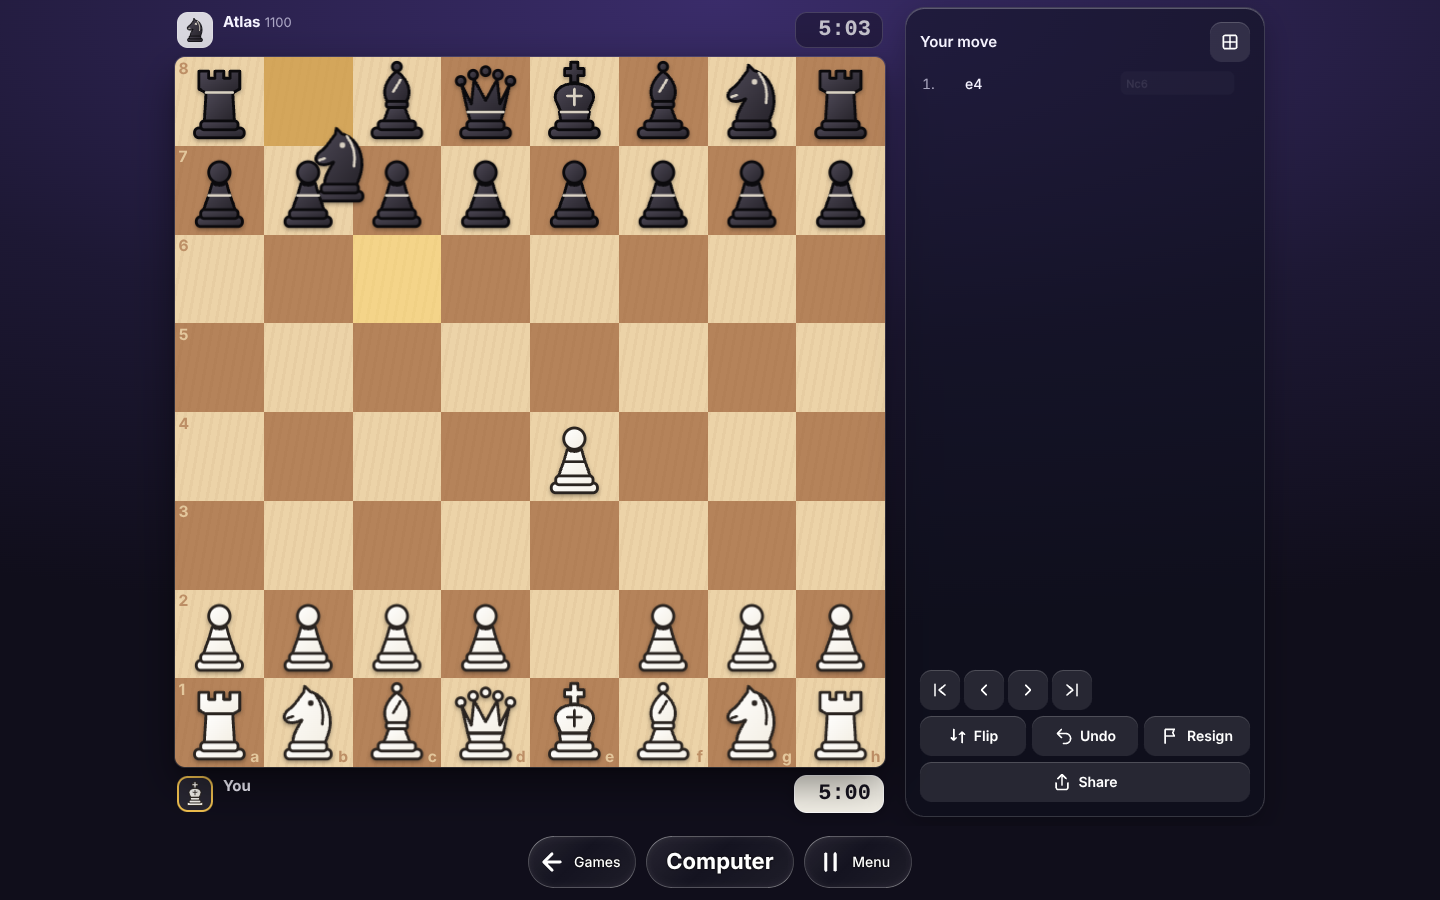 Atlas 1100
5:03
Your move
1. e4 Nc6
8
7
6
5
4
3
2
1
a b c d e f g h
You
5:00
Flip
Undo
Resign
Share
Games
Computer
Menu